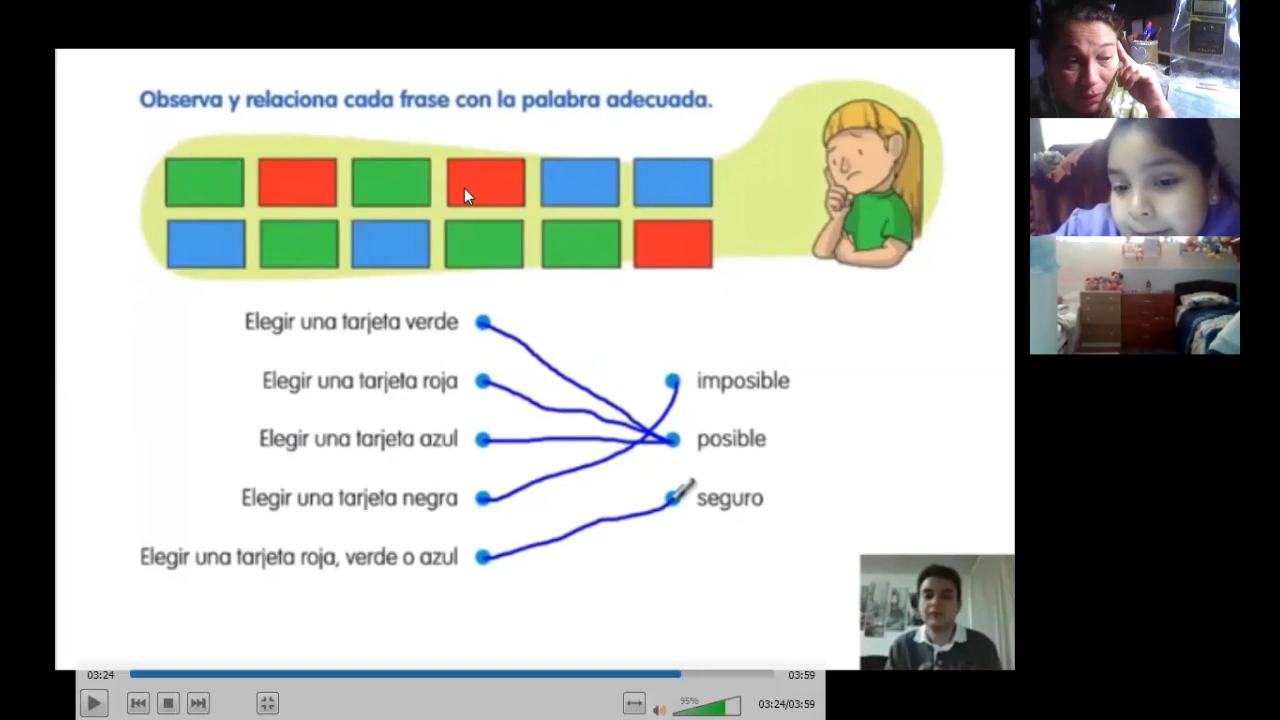 Observa y relaciona cada frase con la palabra adecuada.
Elegir una tarjeta verde
Elegir una tarjeta roja
imposible
Elegir una tarjeta azul
posible
Elegir una tarjeta negra
seguro
Elegir una tarjeta roja, verde o azul
03:24
03:59
95%
03:24/03:59